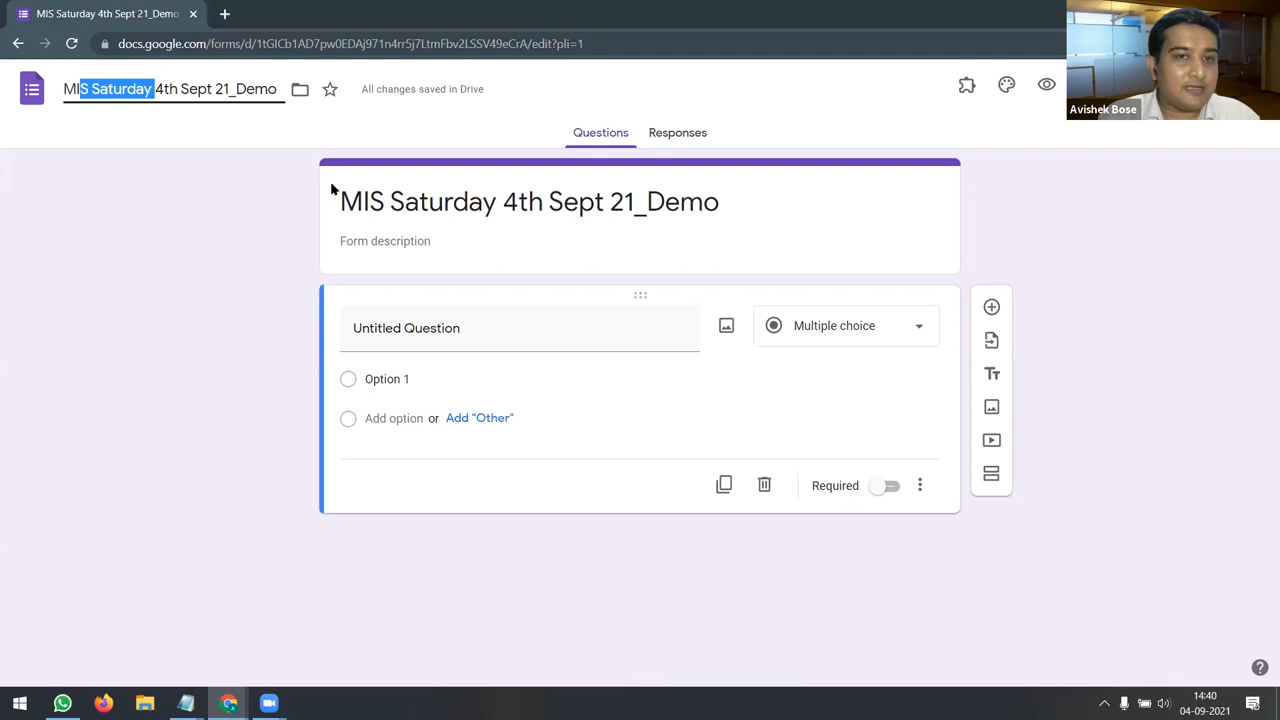 MIS Saturday 4th Sept 21_Demo
docs.google.com/forms/d/1tGICb1AD7pw0EDAj971n4rr5j7LtmFbv2LSSV49eCrA/edit?pli=1
MIS Saturday 4th Sept 21_Demo
All changes saved in Drive
Avishek Bose
Questions
Responses
MIS Saturday 4th Sept 21_Demo
Form description
Untitled Question
Multiple choice
Option 1
Add option or Add "Other"
Required
14:40
04-09-2021